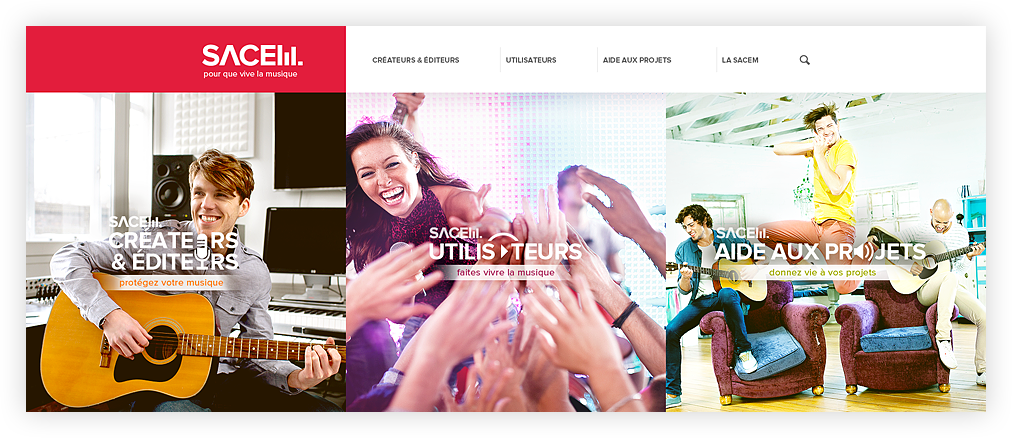 SACEM.
pour que vive la musique
CRÉATEURS & ÉDITEURS
UTILISATEURS
AIDE AUX PROJETS
LA SACEM
SACEM.
CRÉATEURS
& ÉDITEURS.
protégez votre musique
SACEM.
UTILISATEURS
faites vivre la musique
SACEM.
AIDE AUX PROJETS
donnez vie à vos projets